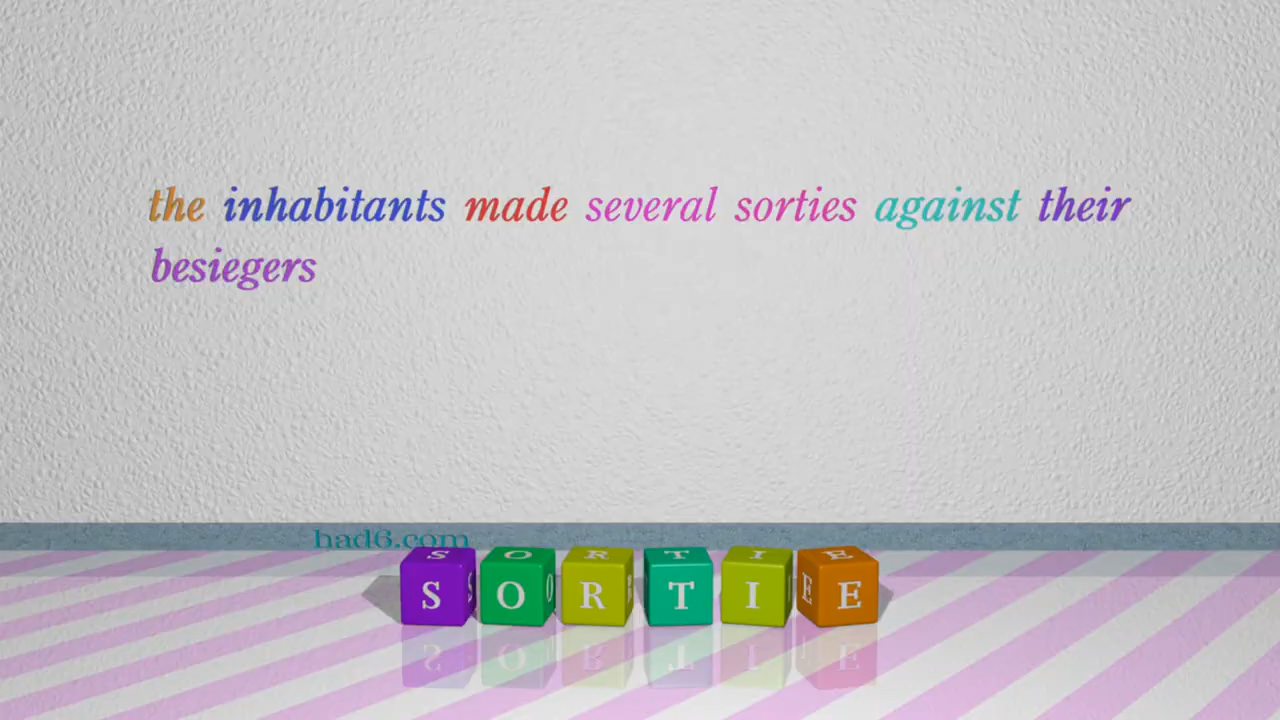 the inhabitants made several sorties against their
besiegers
had6.com
SORTIE